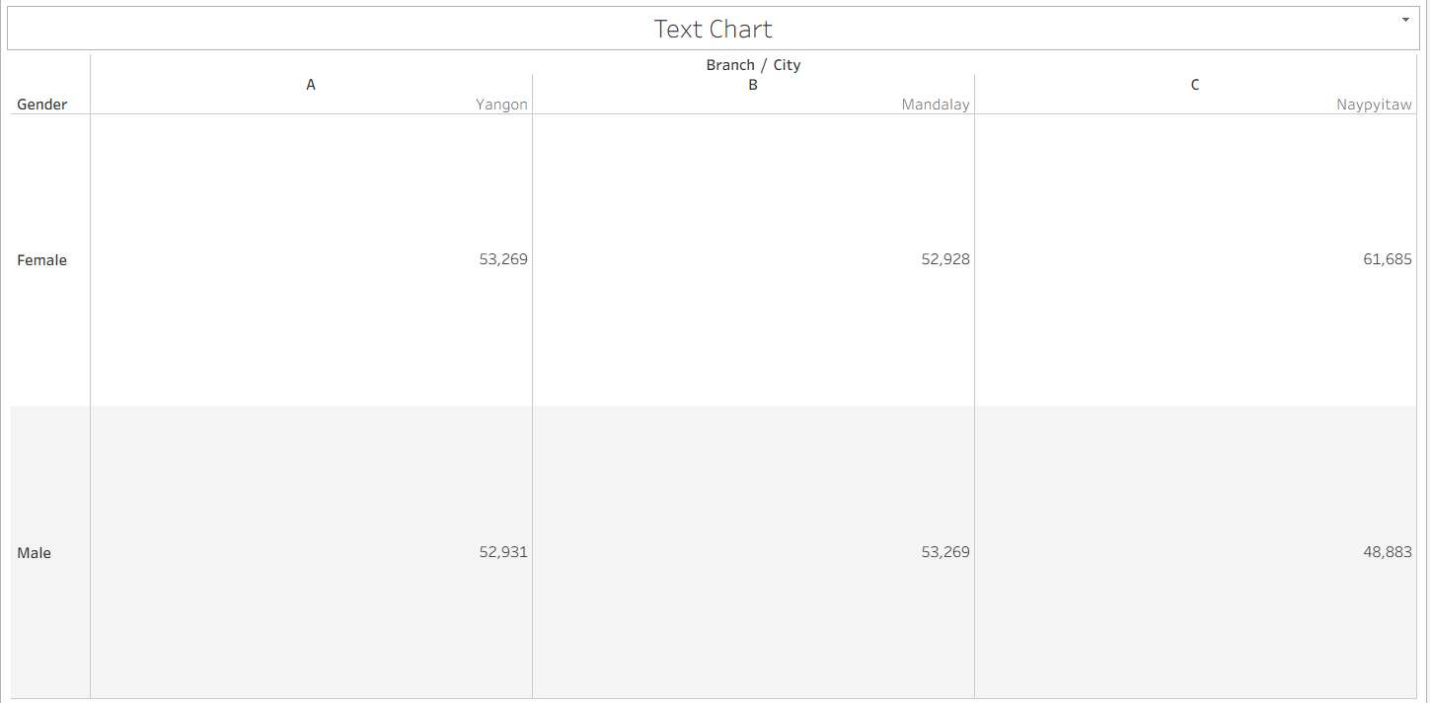 Text Chart
Branch / City
A B C
Gender Yangon Mandalay Naypyitaw
Female 53,269 52,928 61,685
Male 52,931 53,269 48,883